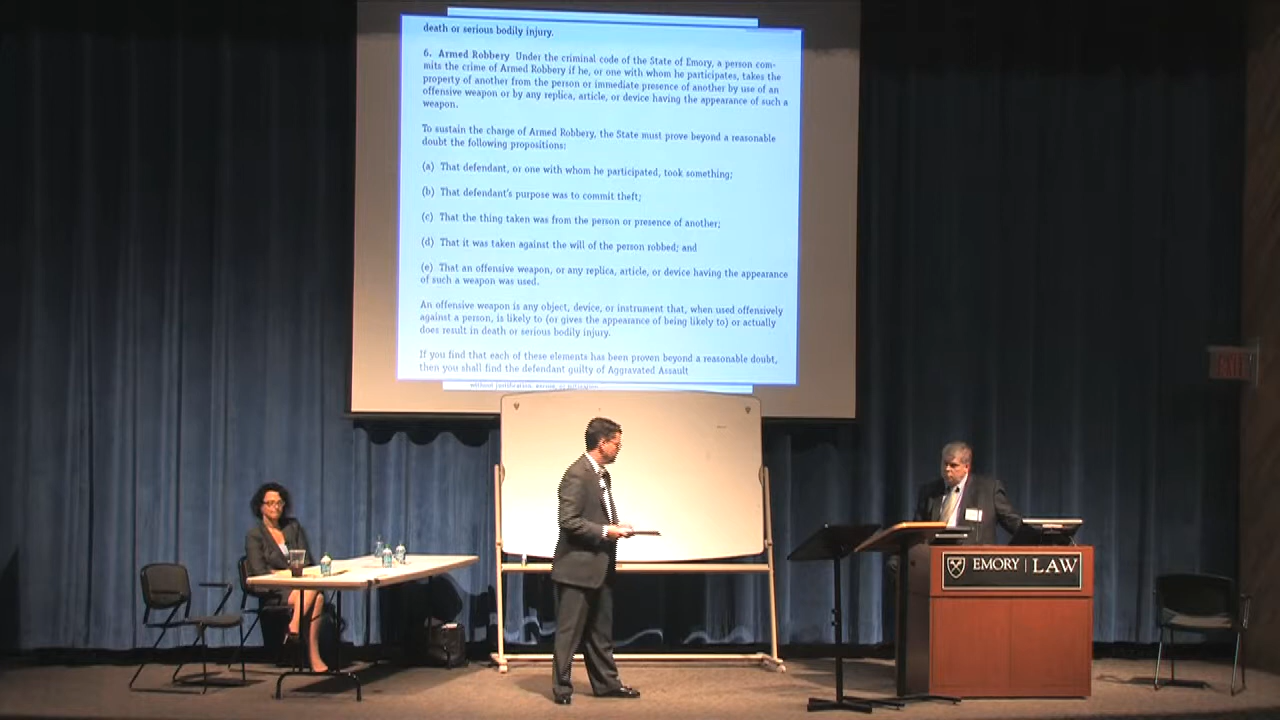 death or serious bodily injury.
6. Armed Robbery Under the criminal code of the State of Emory, a person com-
mits the crime of Armed Robbery if he, or one with whom he participates, takes the
property of another from the person or immediate presence of another by use of an
offensive weapon or by any replica, article, or device having the appearance of such a
weapon.
To sustain the charge of Armed Robbery, the State must prove beyond a reasonable
doubt the following propositions:
(a) That defendant, or one with whom he participated, took something;
(b) That defendant's purpose was to commit theft;
(c) That the thing taken was from the person or presence of another;
(d) That it was taken against the will of the person robbed; and
(e) That an offensive weapon, or any replica, article, or device having the appearance
of such a weapon was used.
An offensive weapon is any object, device, or instrument that, when used offensively
against a person, is likely to (or gives the appearance of being likely to) or actually
does result in death or serious bodily injury.
If you find that each of these elements has been proven beyond a reasonable doubt,
then you shall find the defendant guilty of Aggravated Assault
without justification,
EXIT
EMORY | LAW